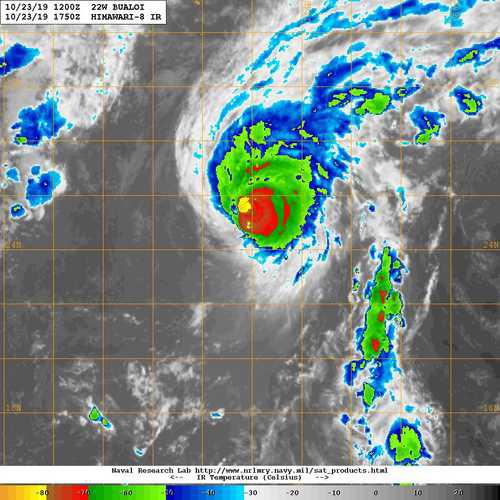 10/23/19 1200Z 22W BUALOI
10/23/19 1750Z HIMAWARI-8 IR
24N
24N
18N
18N
Naval Research Lab http://www.nrlmry.navy.mil/sat_products.html
<-- IR Temperature (Celsius) -->
-80 -70 -60 -50 -40 -30 -20 -10 0 10 20